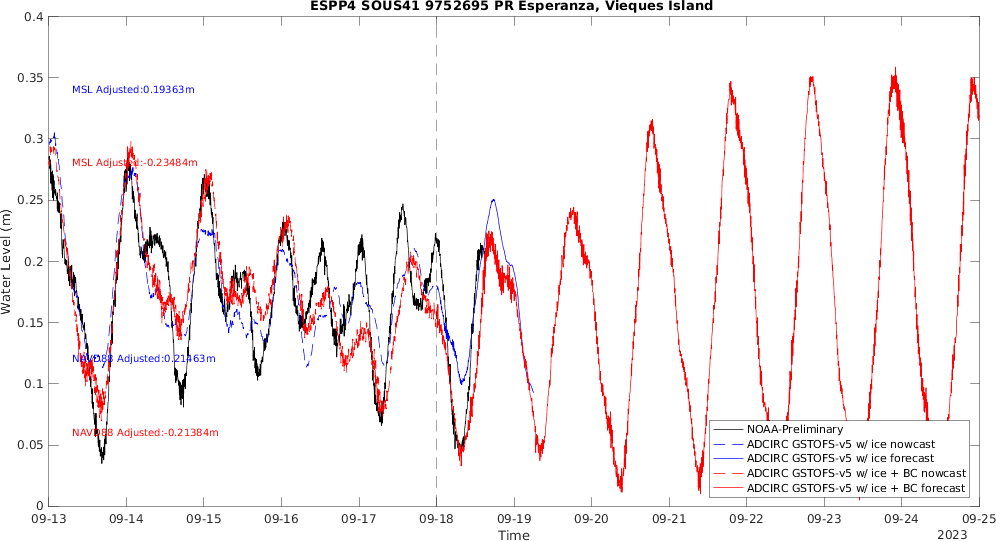 ESPP4 SOUS41 9752695 PR Esperanza, Vieques Island
0.4
0.35
0.3
0.25
0.2
0.15
0.1
0.05
0
Water Level (m)
MSL Adjusted:0.19363m
MSL Adjusted:-0.23484m
NAVD88 Adjusted:0.21463m
NAVD88 Adjusted:-0.21384m
NOAA-Preliminary
ADCIRC GSTOFS-v5 w/ ice nowcast
ADCIRC GSTOFS-v5 w/ ice forecast
ADCIRC GSTOFS-v5 w/ ice + BC nowcast
ADCIRC GSTOFS-v5 w/ ice + BC forecast
09-13 09-14 09-15 09-16 09-17 09-18 09-19 09-20 09-21 09-22 09-23 09-24 09-25
Time
2023